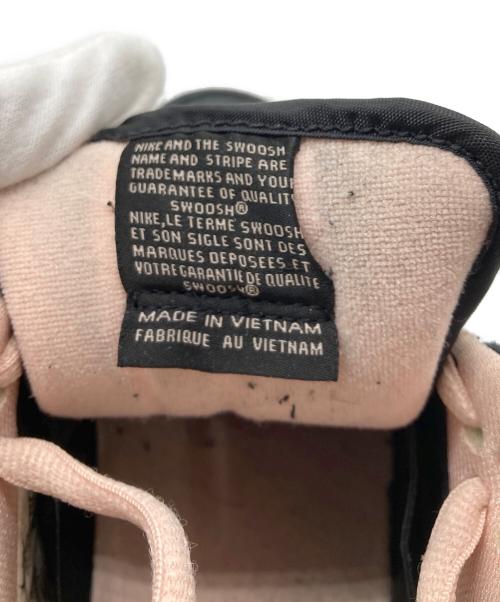 NIKE AND THE SWOOSH
NAME AND STRIPE ARE
TRADEMARKS AND YOUR
GUARANTEE OF QUALIT
SWOOSH®
NIKE, LE TERME SWOOSH
ET SON SIGLE SONT DES
MARQUES DEPOSEES ET
VOTRE GARANTIE DE QUALITE
SWOOSH®
MADE IN VIETNAM
FABRIQUE AU VIETNAM